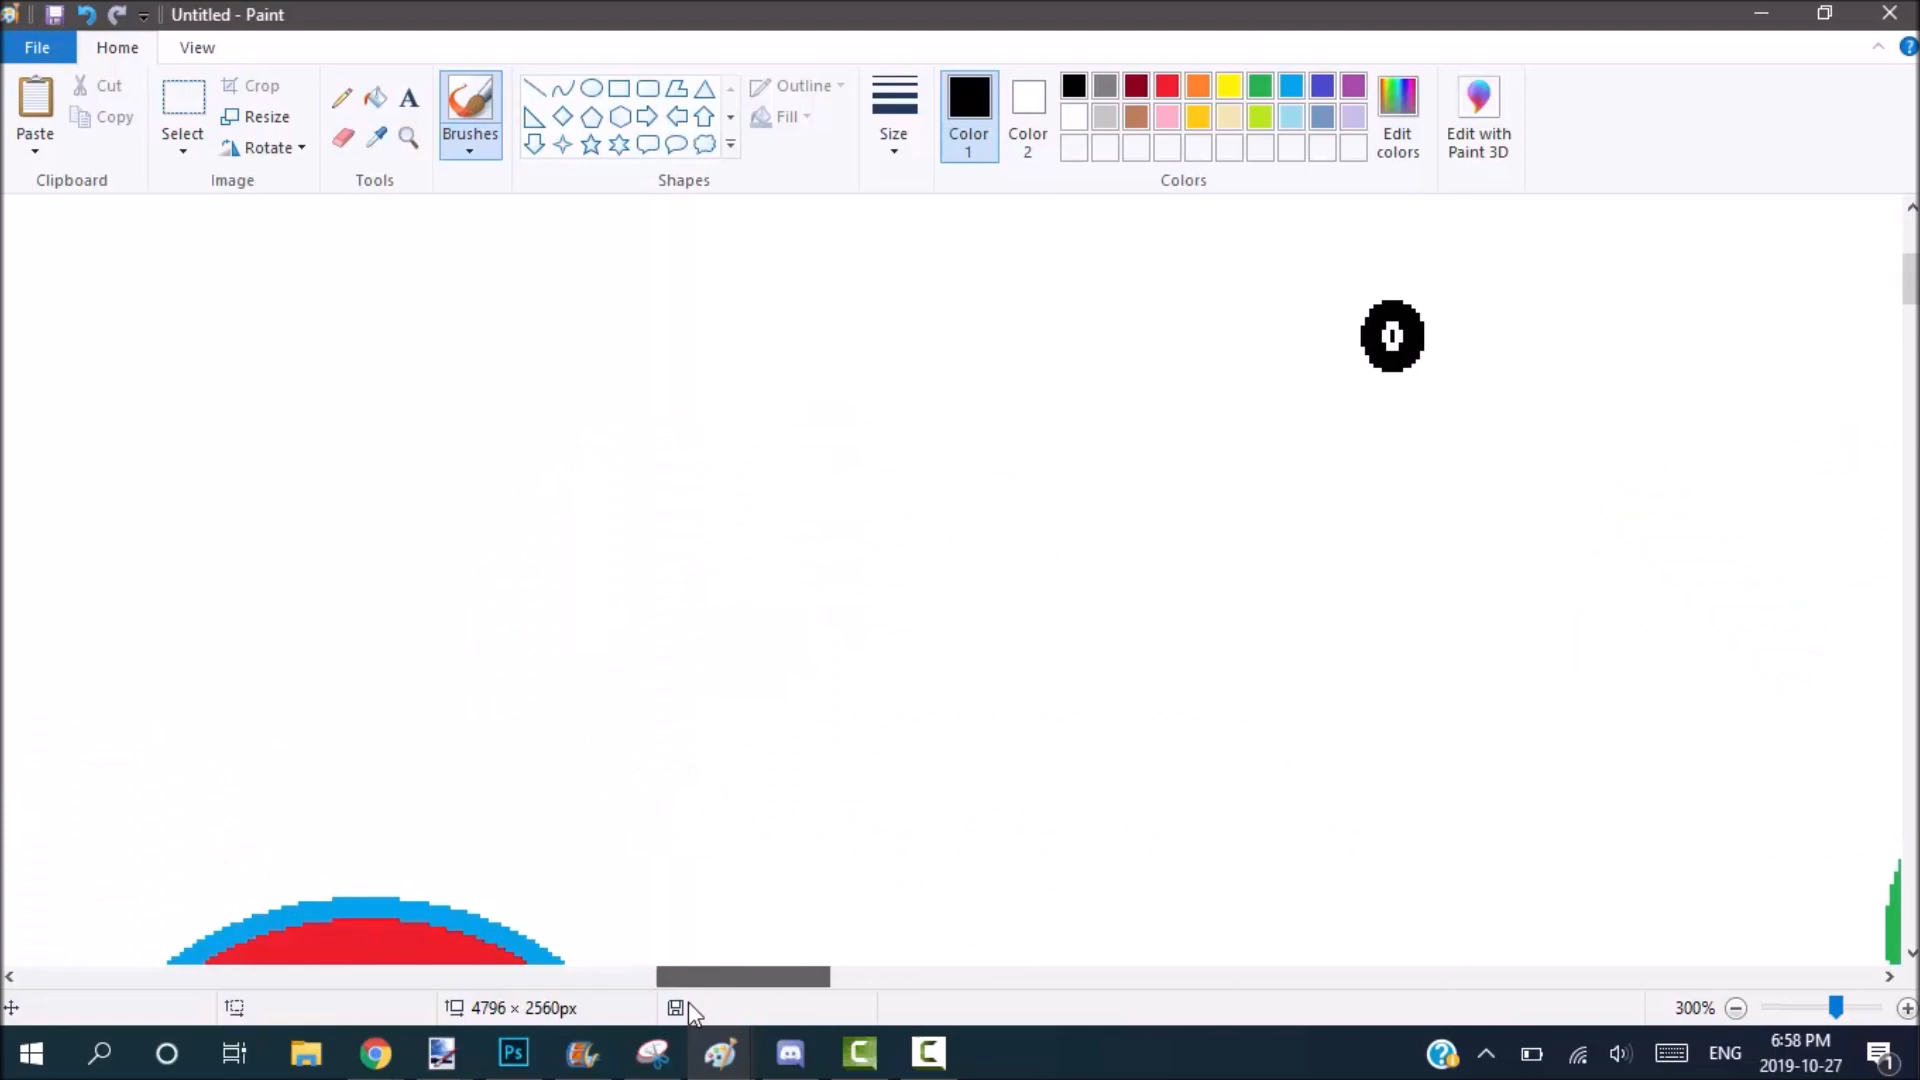 Untitled - Paint
File Home View
Paste Cut Copy
Clipboard
Select Crop Resize Rotate
Image
A
Tools
Brushes
Shapes
Outline Fill
Size
Color 1
Color 2
Colors
Edit colors
Edit with Paint 3D
4796 × 2560px
300%
Ps
ENG
6:58 PM
2019-10-27
1